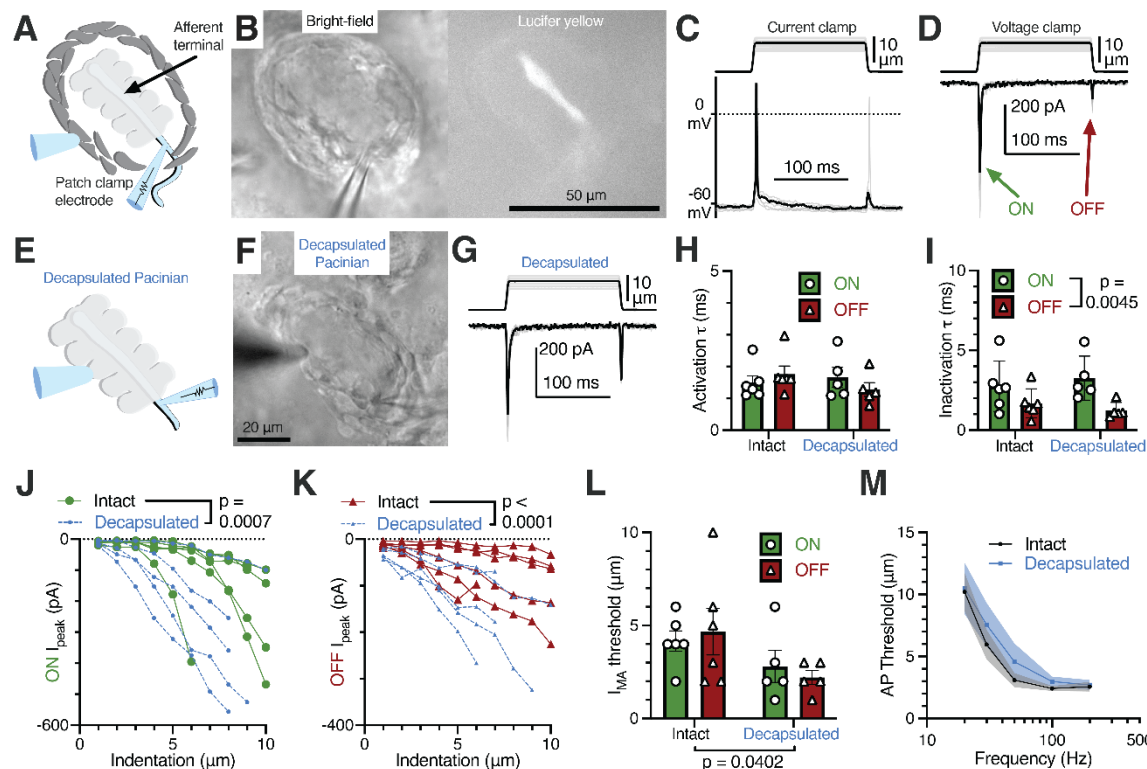 A
Afferent
terminal
Patch clamp
electrode
B
Bright-field
Lucifer yellow
50 µm
C
Current clamp
10
µm
0
mV
100 ms
-60
mV
D
Voltage clamp
10
µm
200 pA
100 ms
ON
OFF
E
Decapsulated Pacinian
F
Decapsulated
Pacinian
20 µm
G
Decapsulated
10
µm
200 pA
100 ms
H
Activation τ (ms)
5
0
ON
OFF
Intact
Decapsulated
I
Inactivation τ (ms)
10
5
0
ON
OFF
p =
0.0045
Intact
Decapsulated
J
Intact
Decapsulated
p =
0.0007
ON Ipeak (pA)
0
-600
0
5
10
Indentation (µm)
K
Intact
Decapsulated
p <
0.0001
OFF Ipeak (pA)
0
-400
0
5
10
Indentation (µm)
L
IMA threshold (µm)
10
8
6
4
2
0
ON
OFF
Intact
Decapsulated
p = 0.0402
M
Intact
Decapsulated
AP Threshold (µm)
15
10
5
0
10
100
500
Frequency (Hz)